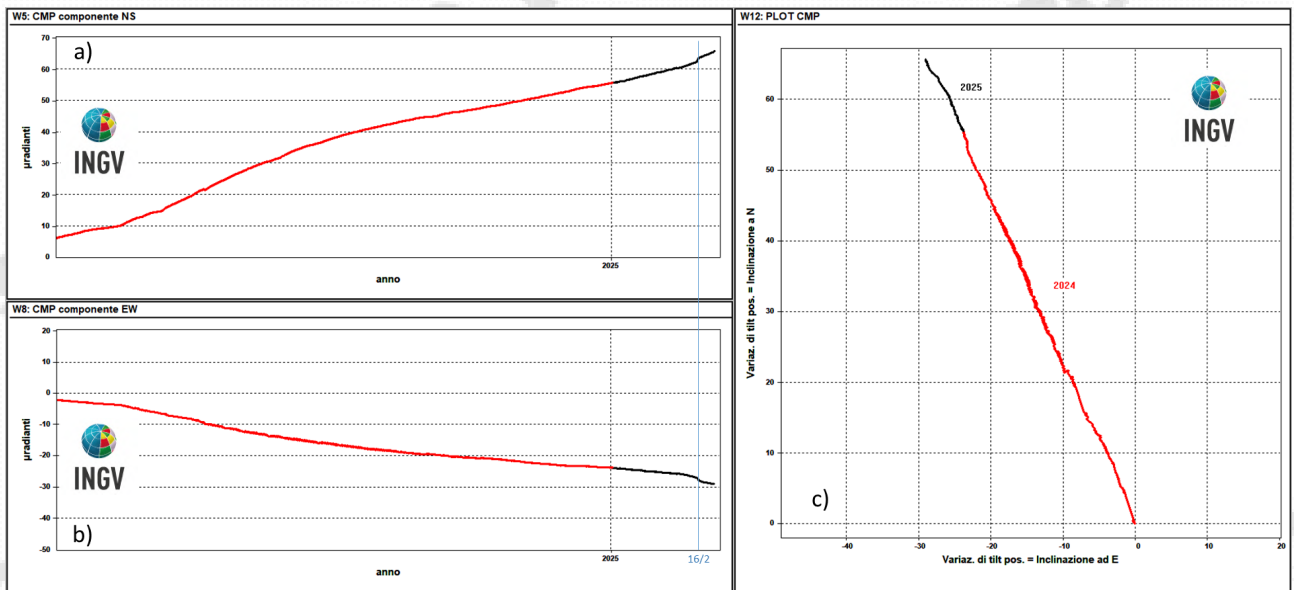 W5: CMP componente NS
a)
70
60
50
40
30
20
10
0
µradianti
INGV
2025
anno
W8: CMP componente EW
20
10
0
-10
-20
-30
-40
-50
µradianti
INGV
b)
2025
16/2
anno
W12: PLOT CMP
60
50
40
30
20
10
0
Variaz. di tilt pos. = Inclinazione a N
2025
INGV
2024
c)
-40
-30
-20
-10
0
10
20
Variaz. di tilt pos. = Inclinazione ad E